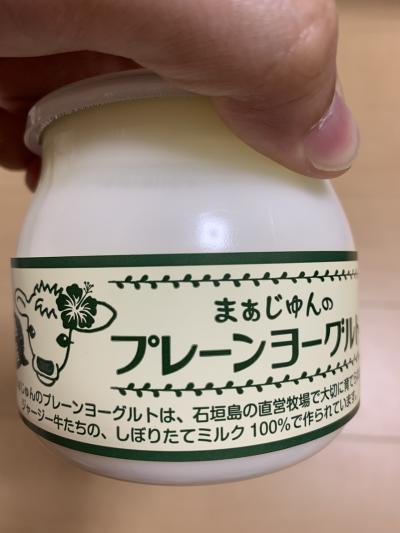 まぁじゅんの
プレーンヨーグルト
じゅんのプレーンヨーグルトは、石垣島の直営牧場で大切に育て
ジャージー牛たちの、しぼりたてミルク100%で作られています。